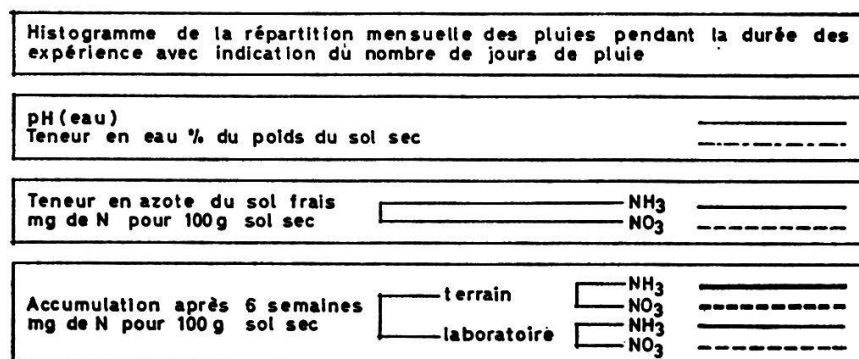 Histogramme de la répartition mensuelle des pluies pendant la durée des
expérience avec indication du nombre de jours de pluie
pH(eau)
Teneur en eau % du poids du sol sec
Teneur en azote du sol frais
mg de N pour 100g sol sec
NH3
NO3
Accumulation après 6 semaines
mg de N pour 100g sol sec
terrain
NH3
NO3
laboratoire
NH3
NO3